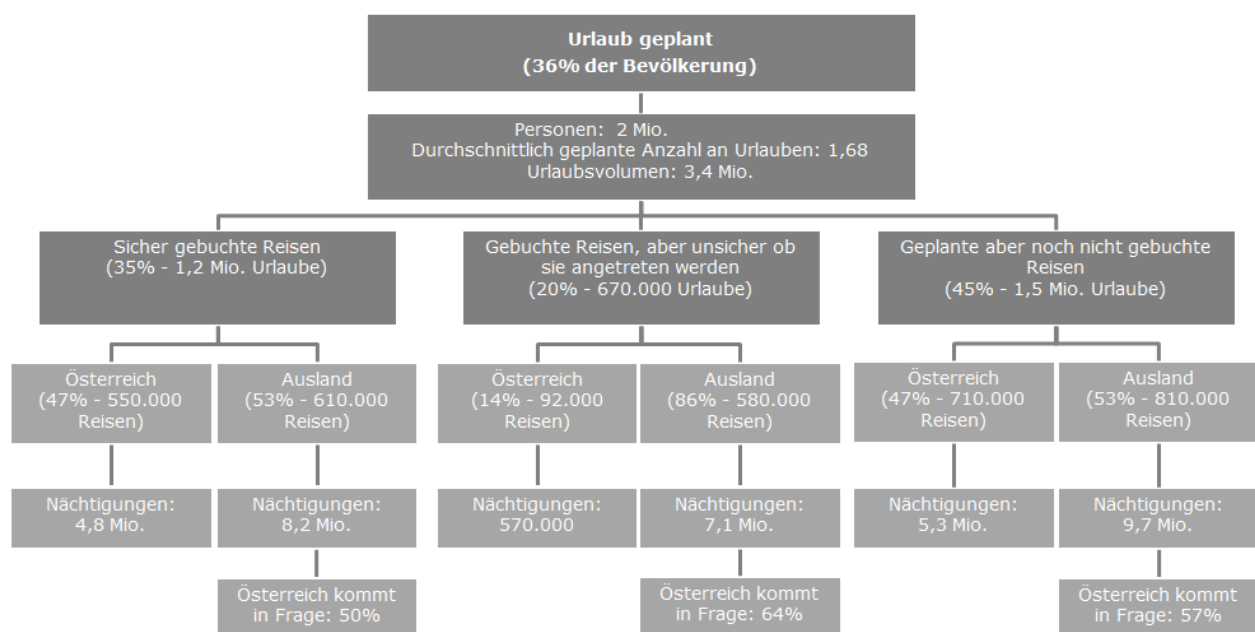 Urlaub geplant
(36% der Bevölkerung)
Personen:  2 Mio.
Durchschnittlich geplante Anzahl an Urlauben: 1,68
Urlaubsvolumen: 3,4 Mio.
Sicher gebuchte Reisen
(35% - 1,2 Mio. Urlaube)
Gebuchte Reisen, aber unsicher ob
sie angetreten werden
(20% - 670.000 Urlaube)
Geplante aber noch nicht gebuchte
Reisen
(45% - 1,5 Mio. Urlaube)
Österreich
(47% - 550.000
Reisen)
Ausland
(53% - 610.000
Reisen)
Österreich
(14% - 92.000
Reisen)
Ausland
(86% - 580.000
Reisen)
Österreich
(47% - 710.000
Reisen)
Ausland
(53% - 810.000
Reisen)
Nächtigungen:
4,8 Mio.
Nächtigungen:
8,2 Mio.
Nächtigungen:
570.000
Nächtigungen:
7,1 Mio.
Nächtigungen:
5,3 Mio.
Nächtigungen:
9,7 Mio.
Österreich kommt
in Frage: 50%
Österreich kommt
in Frage: 64%
Österreich kommt
in Frage: 57%